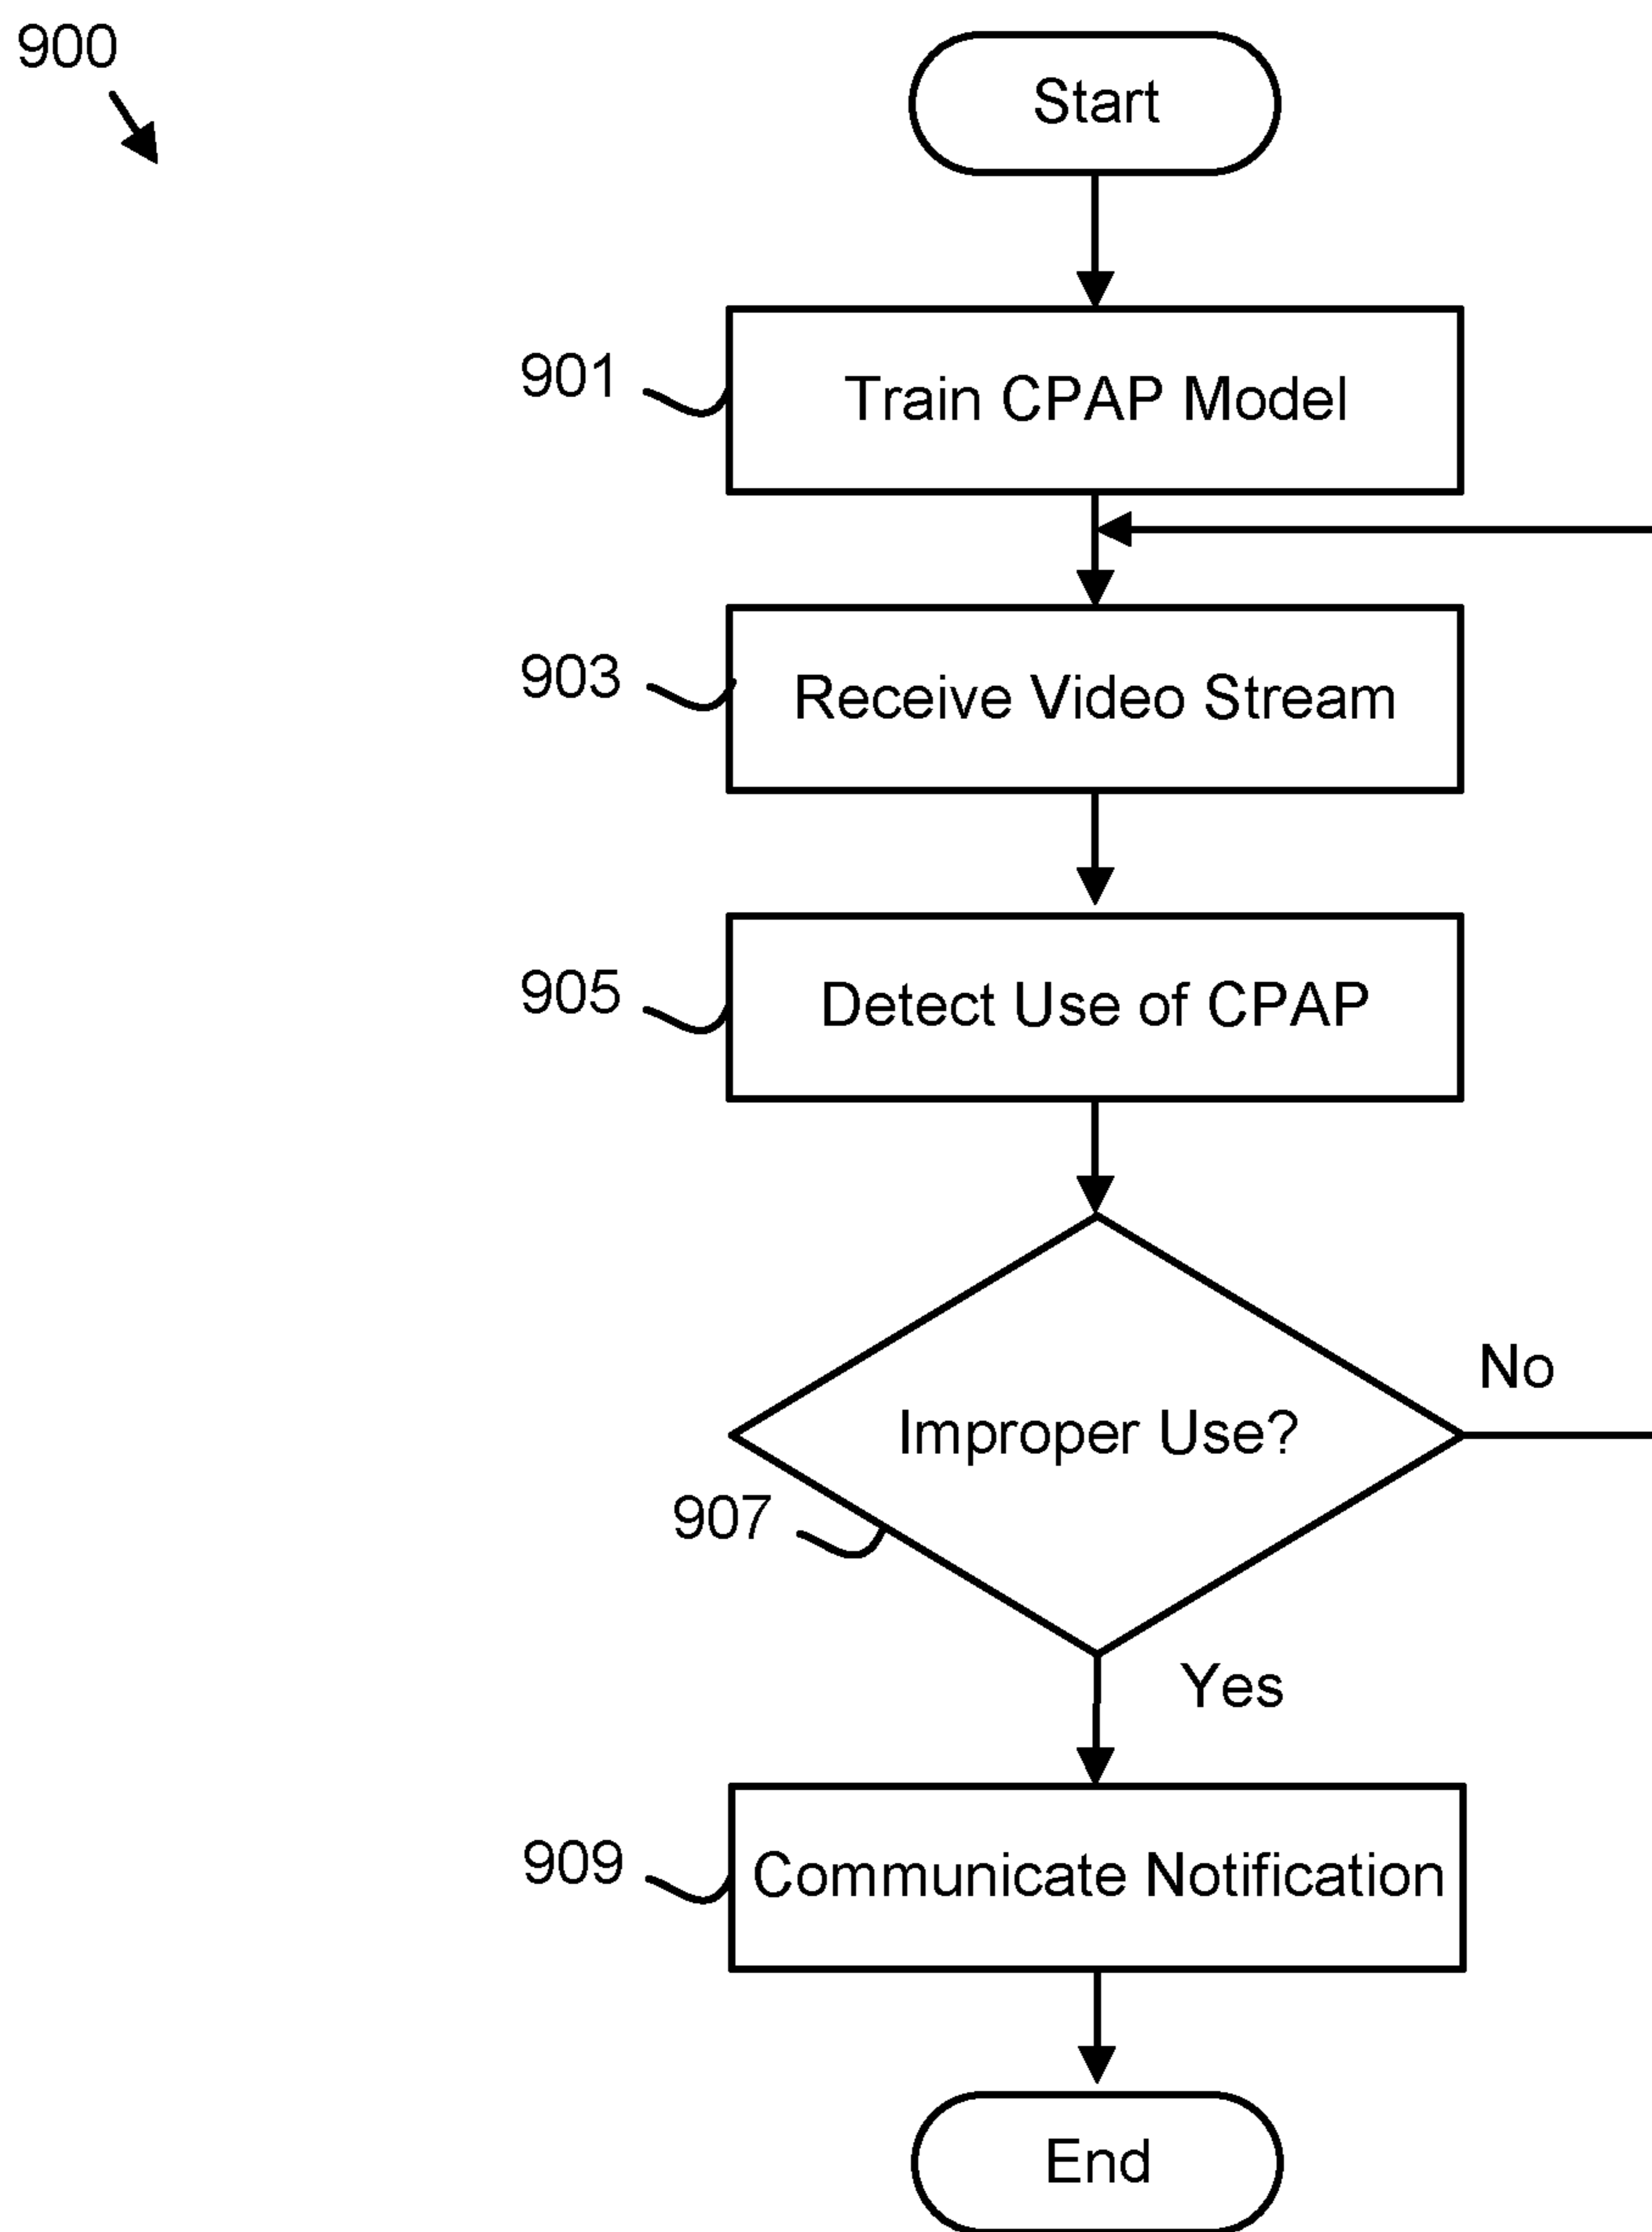 900
Start
901
Train CPAP Model
903
Receive Video Stream
905
Detect Use of CPAP
No
Improper Use?
907
Yes
909
Communicate Notification
End